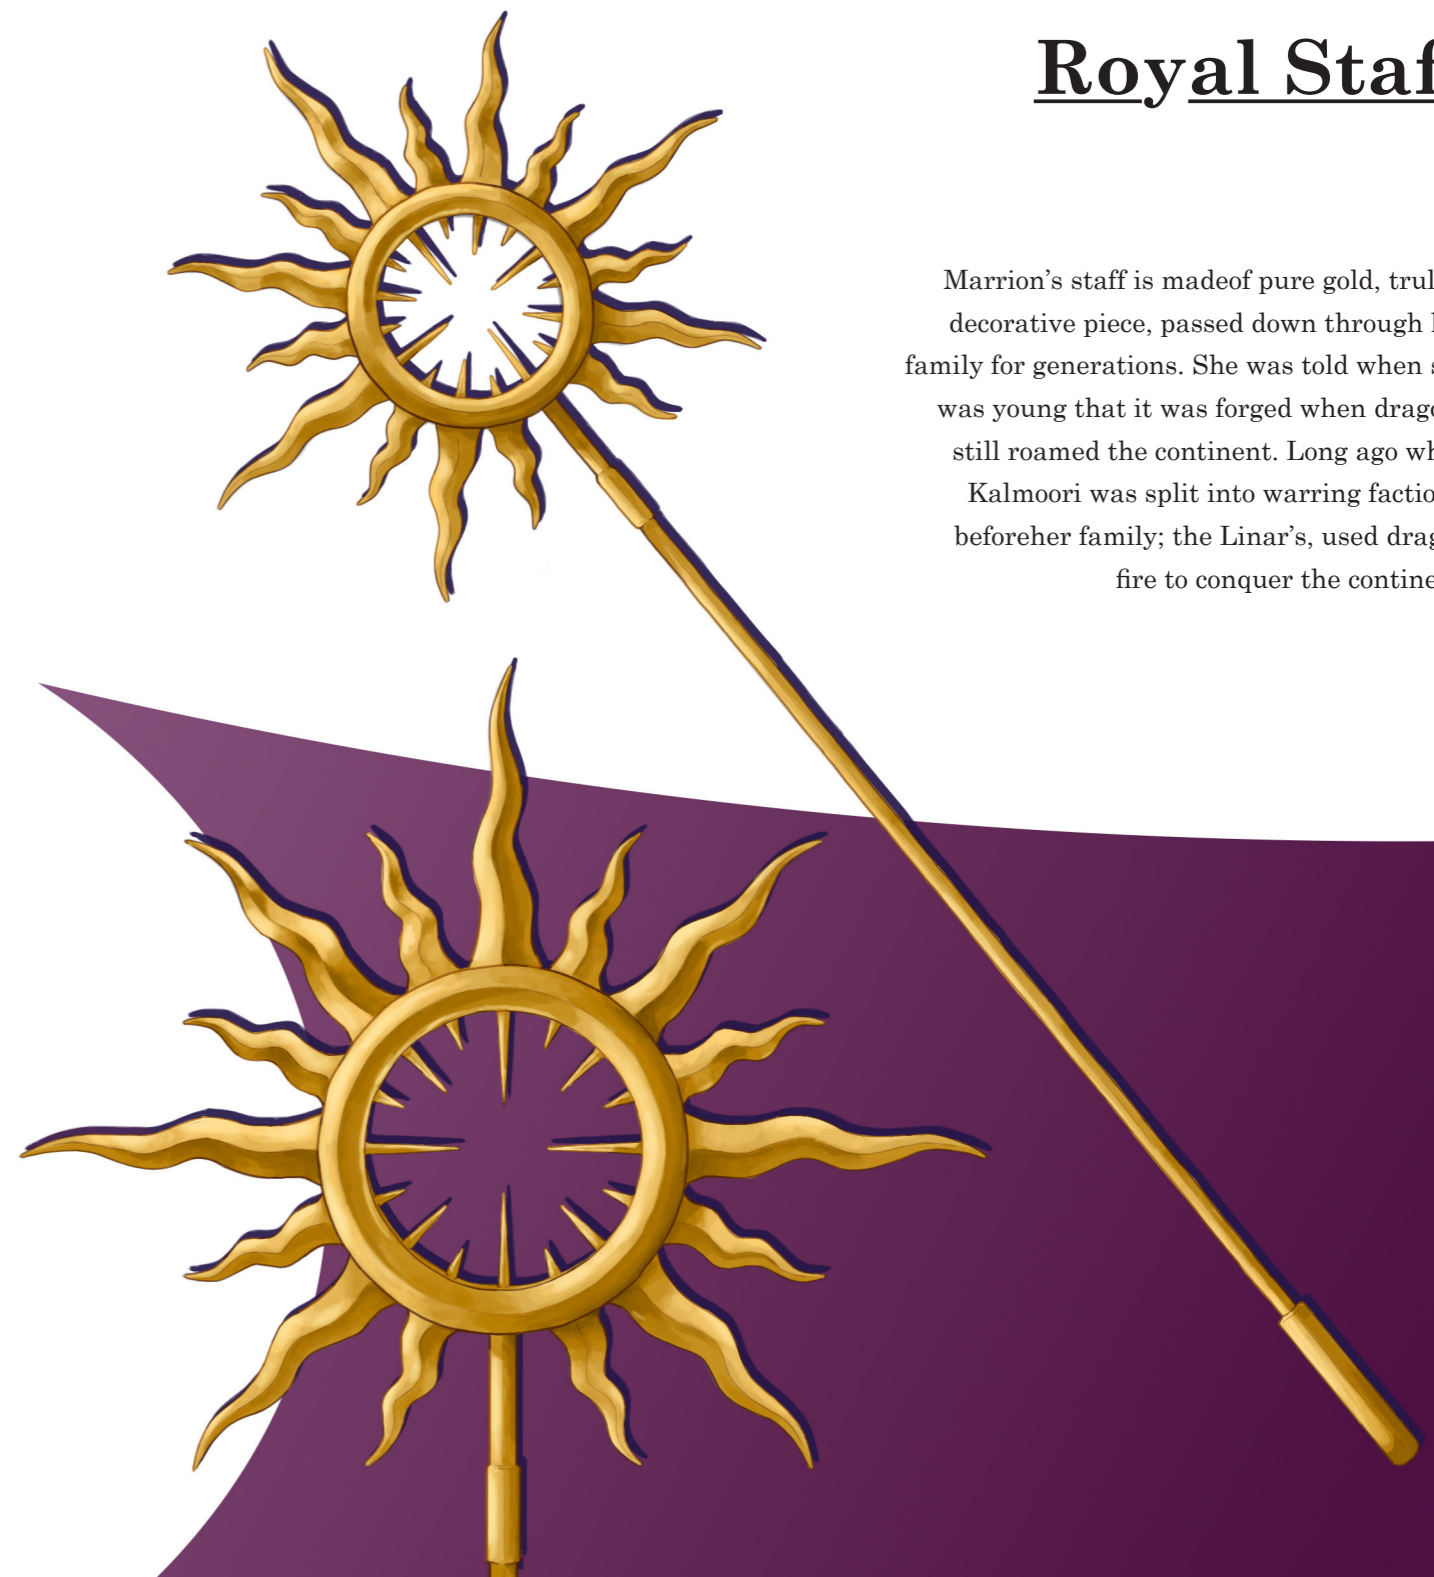 Royal Staf
Marrion’s staff is madeof pure gold, trul
decorative piece, passed down through
family for generations. She was told when
was young that it was forged when drag
still roamed the continent. Long ago wh
Kalmoori was split into warring factio
beforeher family; the Linar’s, used drag
fire to conquer the contine